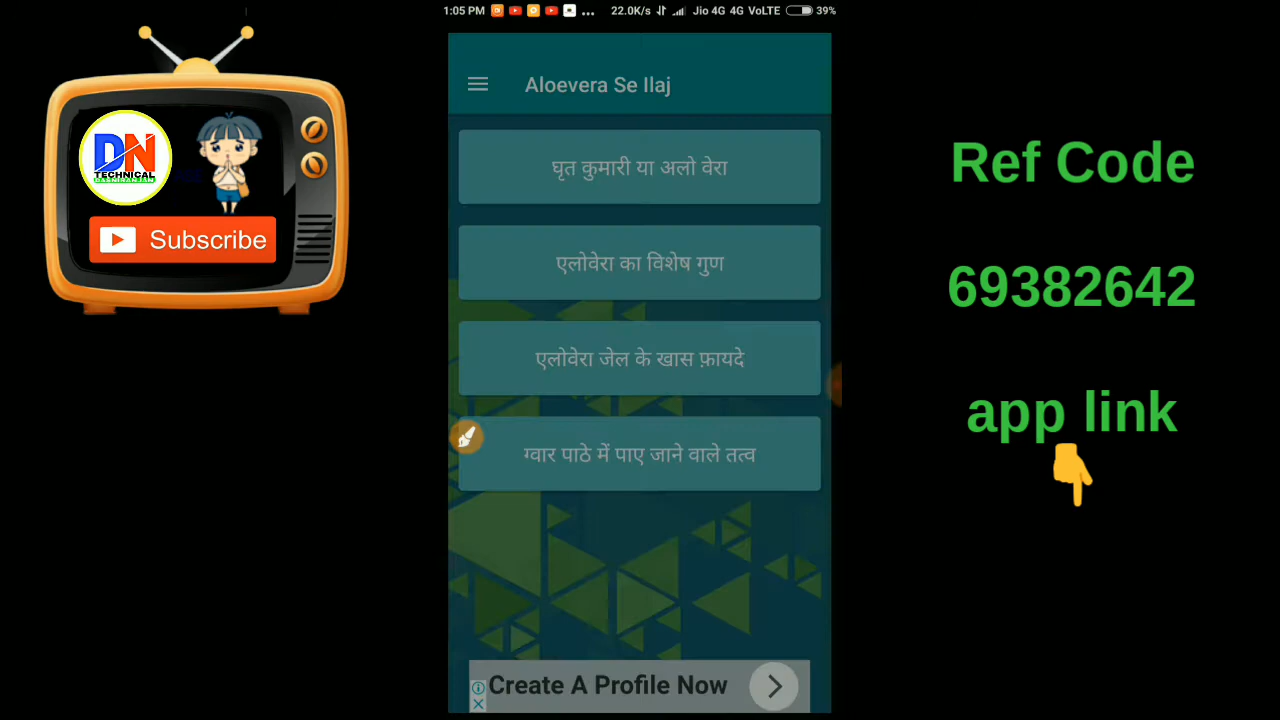 1:05 PM ... 22.0K/s Jio 4G 4G VoLTE 39%
Aloevera Se Ilaj
घृत कुमारी या अलो वेरा
एलोवेरा का विशेष गुण
एलोवेरा जेल के खास फ़ायदे
ग्वार पाठे में पाए जाने वाले तत्व
Create A Profile Now
DN
TECHNICAL
Subscribe
Ref Code
69382642
app link